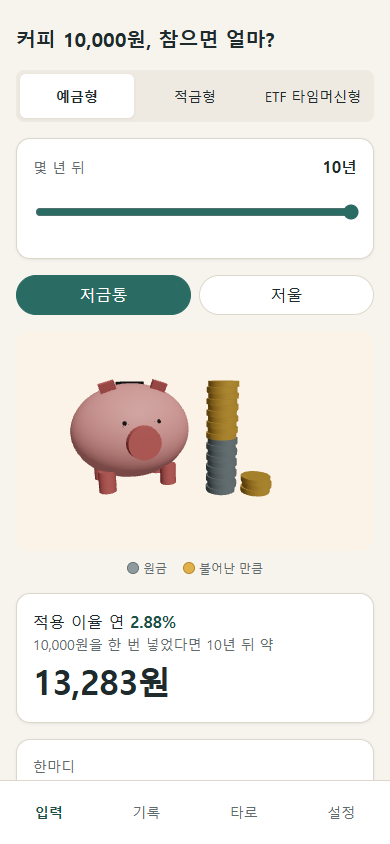 커피 10,000원, 참으면 얼마?
예금형 적금형 ETF 타임머신형
몇 년 뒤 10년
저금통 저울
원금 불어난 만큼
적용 이율 연 2.88%
10,000원을 한 번 넣었다면 10년 뒤 약
13,283원
한마디
입력 기록 타로 설정